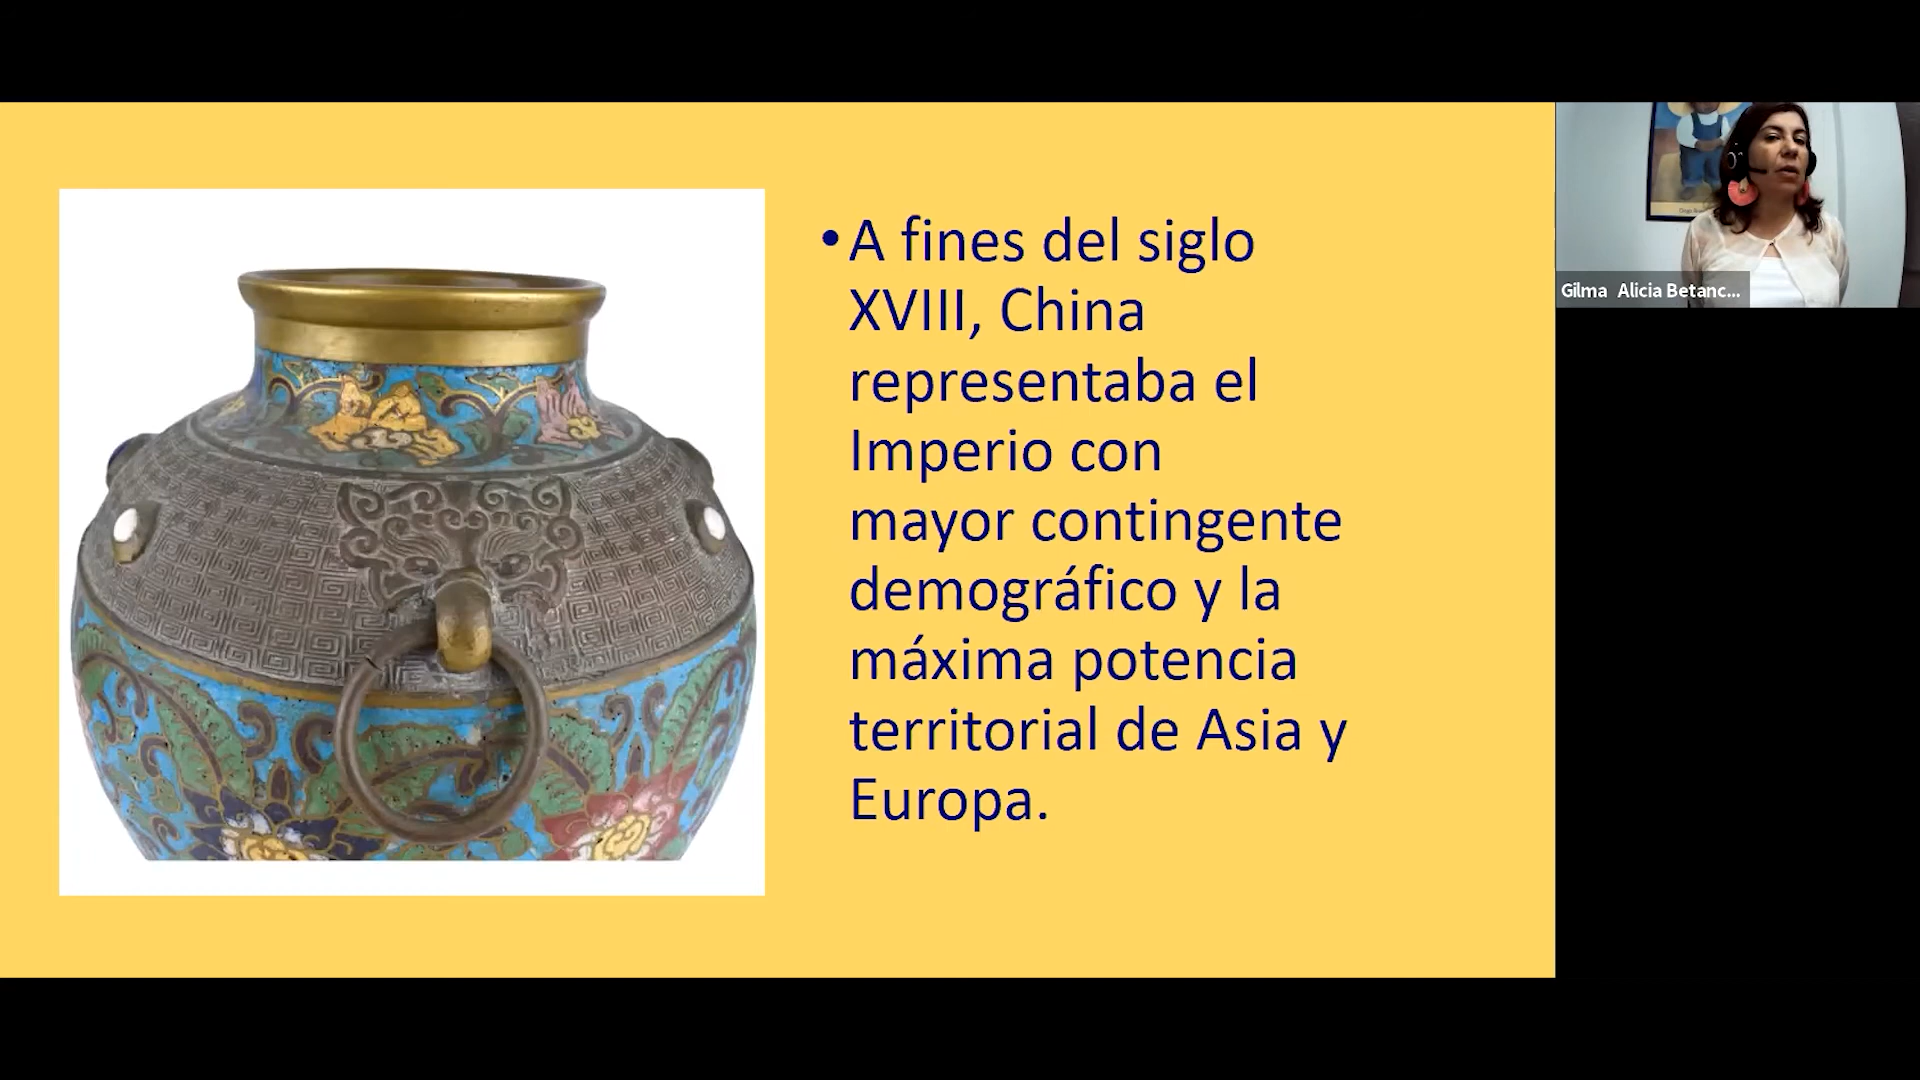 • A fines del siglo
XVIII, China
representaba el
Imperio con
mayor contingente
demográfico y la
máxima potencia
territorial de Asia y
Europa.
Gilma Alicia Betanc...